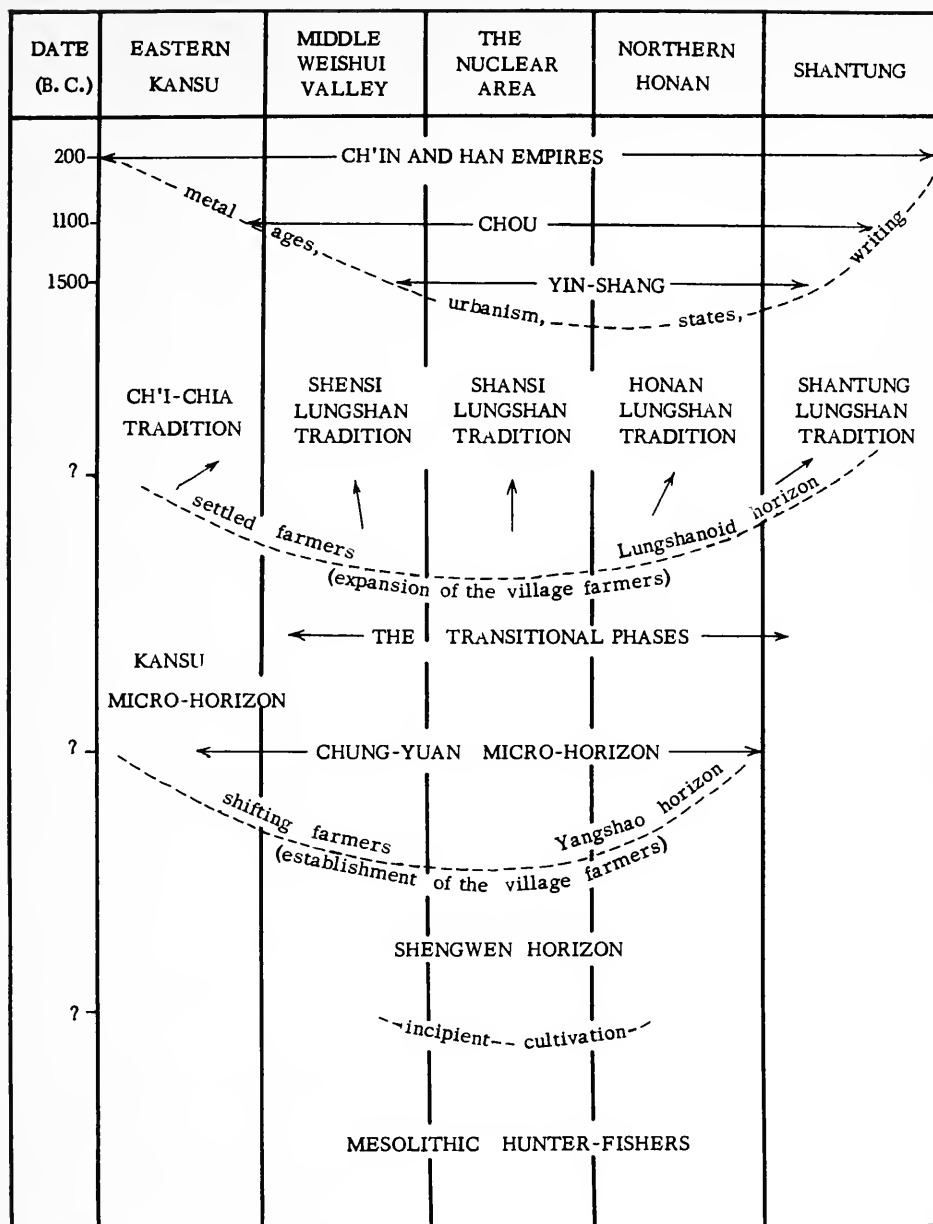 DATE
(B. C.)
EASTERN
KANSU
MIDDLE
WEISHUI
VALLEY
THE
NUCLEAR
AREA
NORTHERN
HONAN
SHANTUNG
200
CH'IN AND HAN EMPIRES
metal ages,
1100
CHOU
writing
1500
YIN-SHANG
urbanism, states,
CH'I-CHIA
TRADITION
SHENSI
LUNGSHAN
TRADITION
SHANSI
LUNGSHAN
TRADITION
HONAN
LUNGSHAN
TRADITION
SHANTUNG
LUNGSHAN
TRADITION
?
settled farmers
Lungshanoid horizon
(expansion of the village farmers)
THE TRANSITIONAL PHASES
KANSU
MICRO-HORIZON
?
CHUNG-YUAN MICRO-HORIZON
shifting farmers
Yangshao horizon
(establishment of the village farmers)
SHENGWEN HORIZON
?
incipient cultivation
MESOLITHIC HUNTER-FISHERS